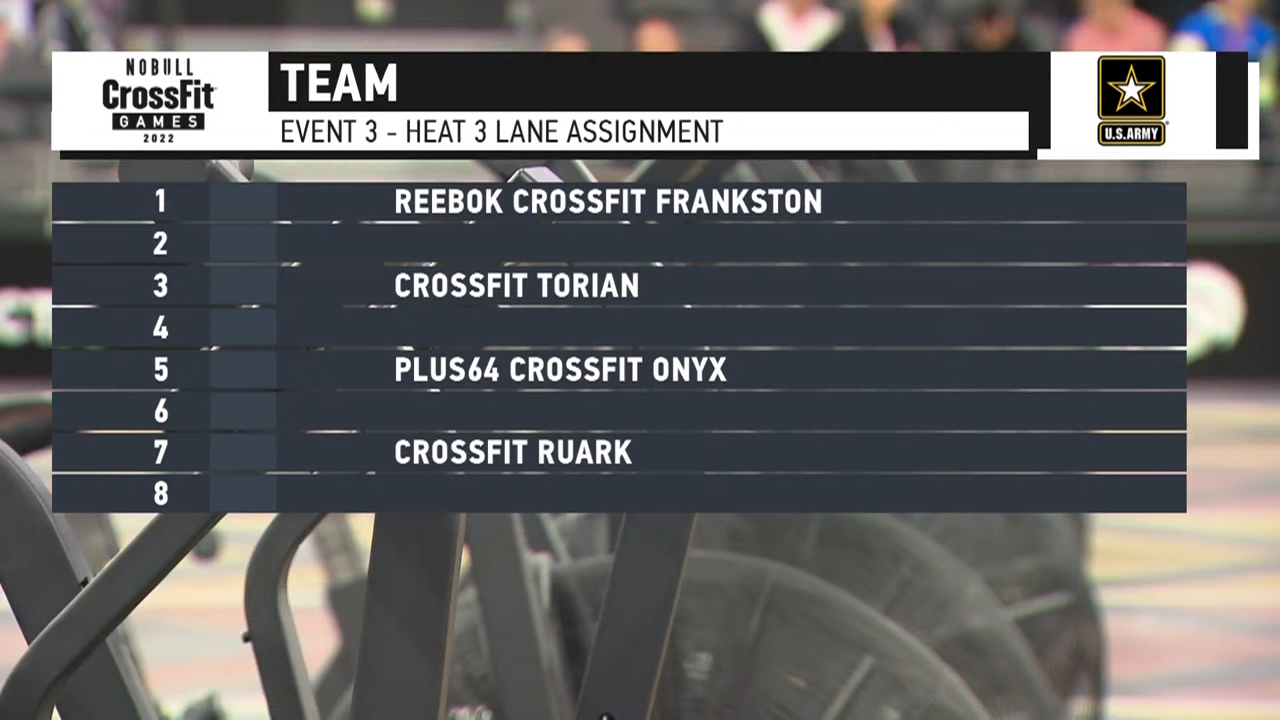 NOBULL
CrossFit
GAMES
2022
TEAM
EVENT 3 - HEAT 3 LANE ASSIGNMENT
U.S.ARMY
1 REEBOK CROSSFIT FRANKSTON
2
3 CROSSFIT TORIAN
4
5 PLUS64 CROSSFIT ONYX
6
7 CROSSFIT RUARK
8